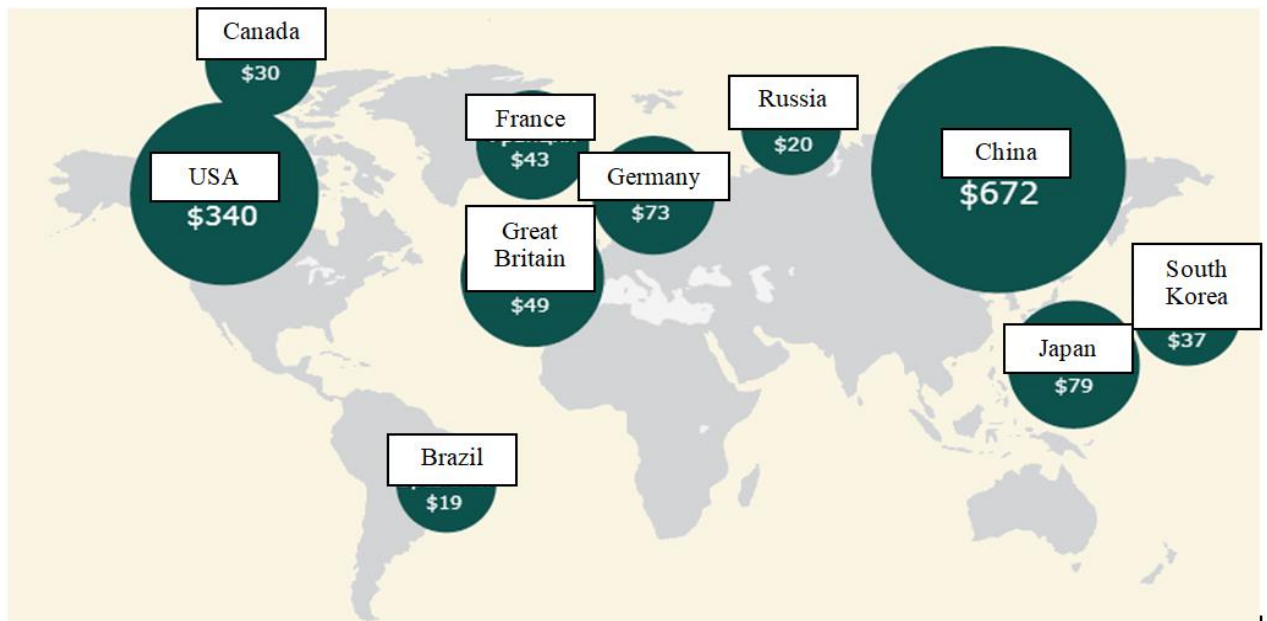 Canada
$30
USA
$340
France
$43
Germany
$73
Great
Britain
$49
Russia
$20
China
$672
South
Korea
$37
Japan
$79
Brazil
$19